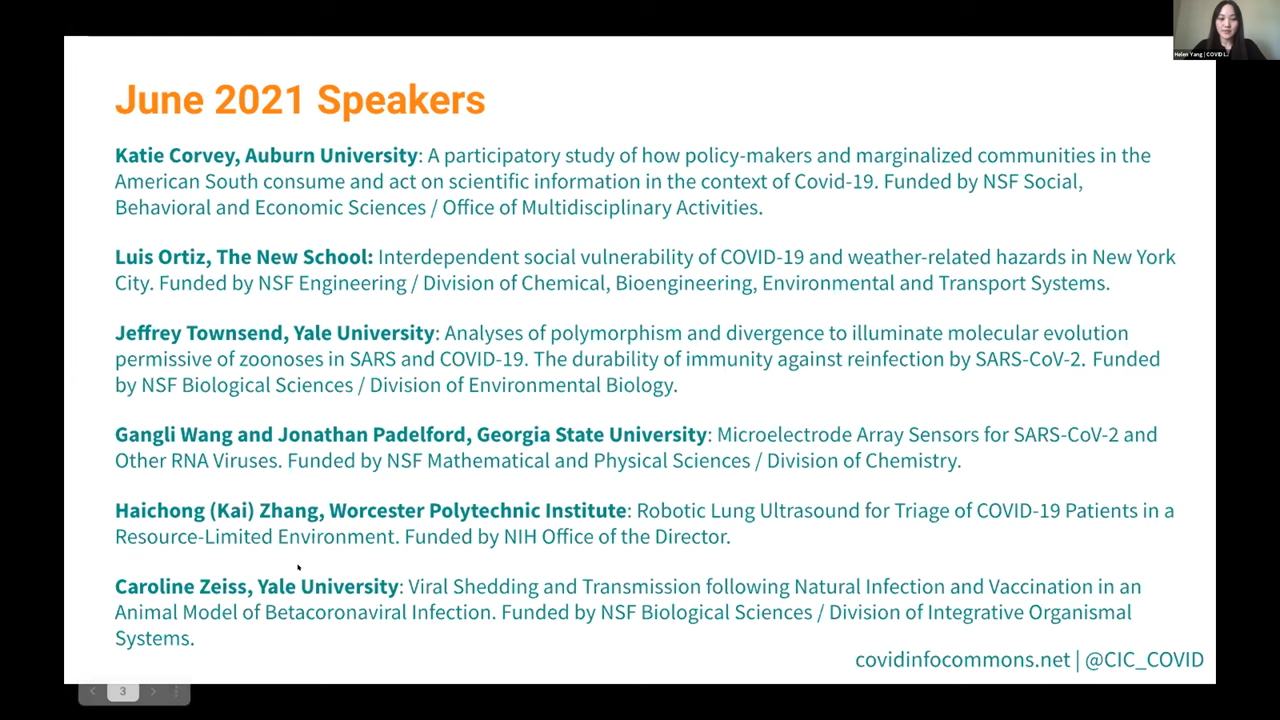 Helen Yang | COVID I...
June 2021 Speakers
Katie Corvey, Auburn University: A participatory study of how policy-makers and marginalized communities in the
American South consume and act on scientific information in the context of Covid-19. Funded by NSF Social,
Behavioral and Economic Sciences / Office of Multidisciplinary Activities.
Luis Ortiz, The New School: Interdependent social vulnerability of COVID-19 and weather-related hazards in New York
City. Funded by NSF Engineering / Division of Chemical, Bioengineering, Environmental and Transport Systems.
Jeffrey Townsend, Yale University: Analyses of polymorphism and divergence to illuminate molecular evolution
permissive of zoonoses in SARS and COVID-19. The durability of immunity against reinfection by SARS-CoV-2. Funded
by NSF Biological Sciences / Division of Environmental Biology.
Gangli Wang and Jonathan Padelford, Georgia State University: Microelectrode Array Sensors for SARS-CoV-2 and
Other RNA Viruses. Funded by NSF Mathematical and Physical Sciences / Division of Chemistry.
Haichong (Kai) Zhang, Worcester Polytechnic Institute: Robotic Lung Ultrasound for Triage of COVID-19 Patients in a
Resource-Limited Environment. Funded by NIH Office of the Director.
Caroline Zeiss, Yale University: Viral Shedding and Transmission following Natural Infection and Vaccination in an
Animal Model of Betacoronaviral Infection. Funded by NSF Biological Sciences / Division of Integrative Organismal
Systems.
covidinfocommons.net | @CIC_COVID
3